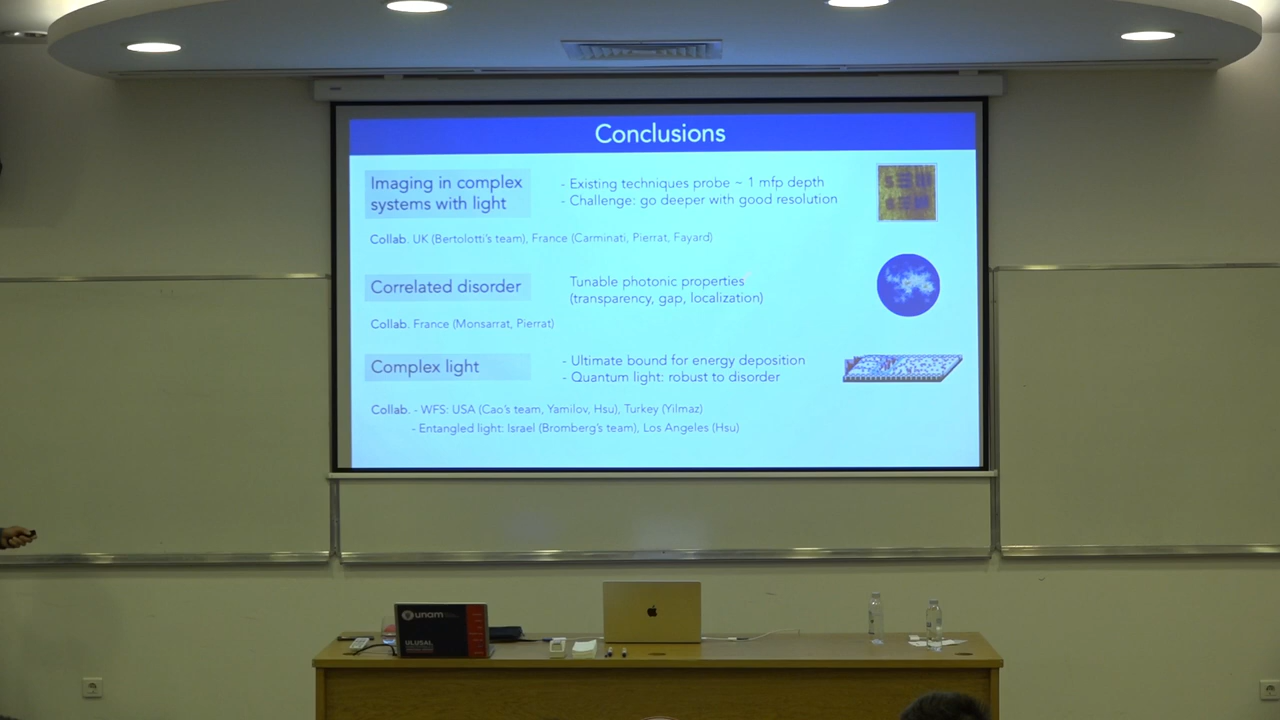 Conclusions
Imaging in complex
systems with light
- Existing techniques probe ~ 1 mfp depth
- Challenge: go deeper with good resolution
Collab. UK (Bertolotti's team), France (Carminati, Pierrat, Fayard)
Correlated disorder
Tunable photonic properties
(transparency, gap, localization)
Collab. France (Monsarrat, Pierrat)
Complex light
- Ultimate bound for energy deposition
- Quantum light: robust to disorder
Collab. - WFS: USA (Cao's team, Yamilov, Hsu), Turkey (Yilmaz)
- Entangled light: Israel (Bromberg's team), Los Angeles (Hsu)
unam
ULUSAL